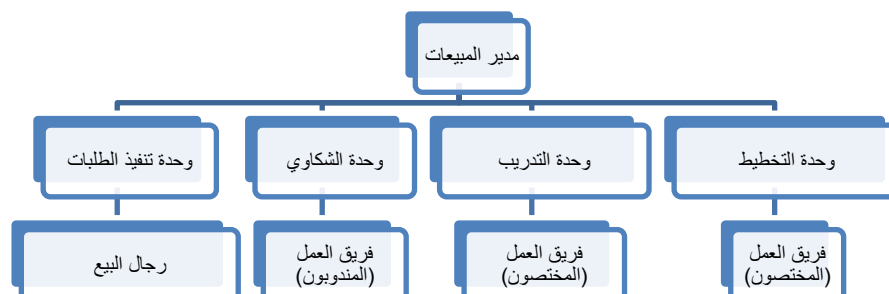 مدير المبيعات
وحدة التخطيط
وحدة التدريب
وحدة الشكاوي
وحدة تنفيذ الطلبات
فريق العمل
(المختصون)
فريق العمل
(المختصون)
فريق العمل
(المندوبون)
رجال البيع